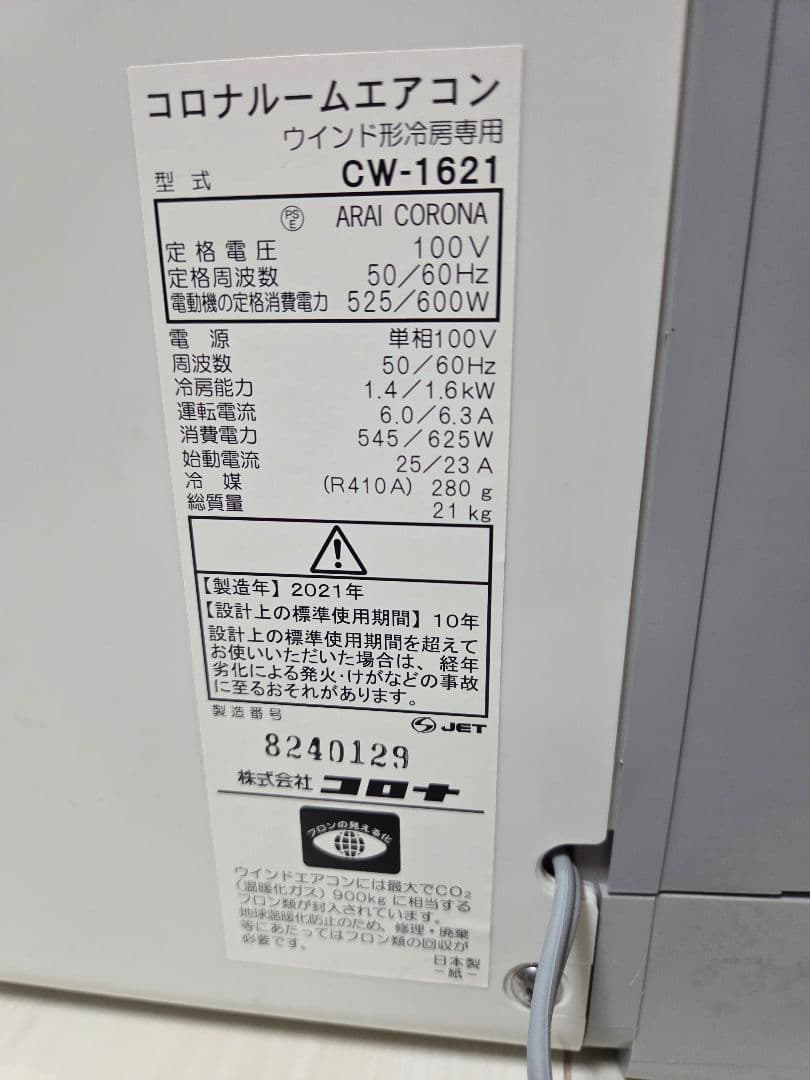 コロナルームエアコン
ウインド形冷房専用
型式 CW-1621
PSE ARAI CORONA
定格電圧 100V
定格周波数 50/60Hz
電動機の定格消費電力 525/600W
電源 単相100V
周波数 50/60Hz
冷房能力 1.4/1.6kW
運転電流 6.0/6.3A
消費電力 545/625W
始動電流 25/23A
冷媒 (R410A) 280g
総質量 21kg
【製造年】2021年
【設計上の標準使用期間】10年
設計上の標準使用期間を超えて
お使いいただいた場合は、経年
劣化による発火・けがなどの事故
に至るおそれがあります。
製造番号
JET
8240129
株式会社 コロナ
フロンの見える化
ウインドエアコンには最大でCO₂
(温暖化ガス)900kgに相当する
フロン類が封入されています。
地球温暖化防止のため、修理・廃棄
等にあたってはフロン類の回収が
必要です。
日本製
-紙-